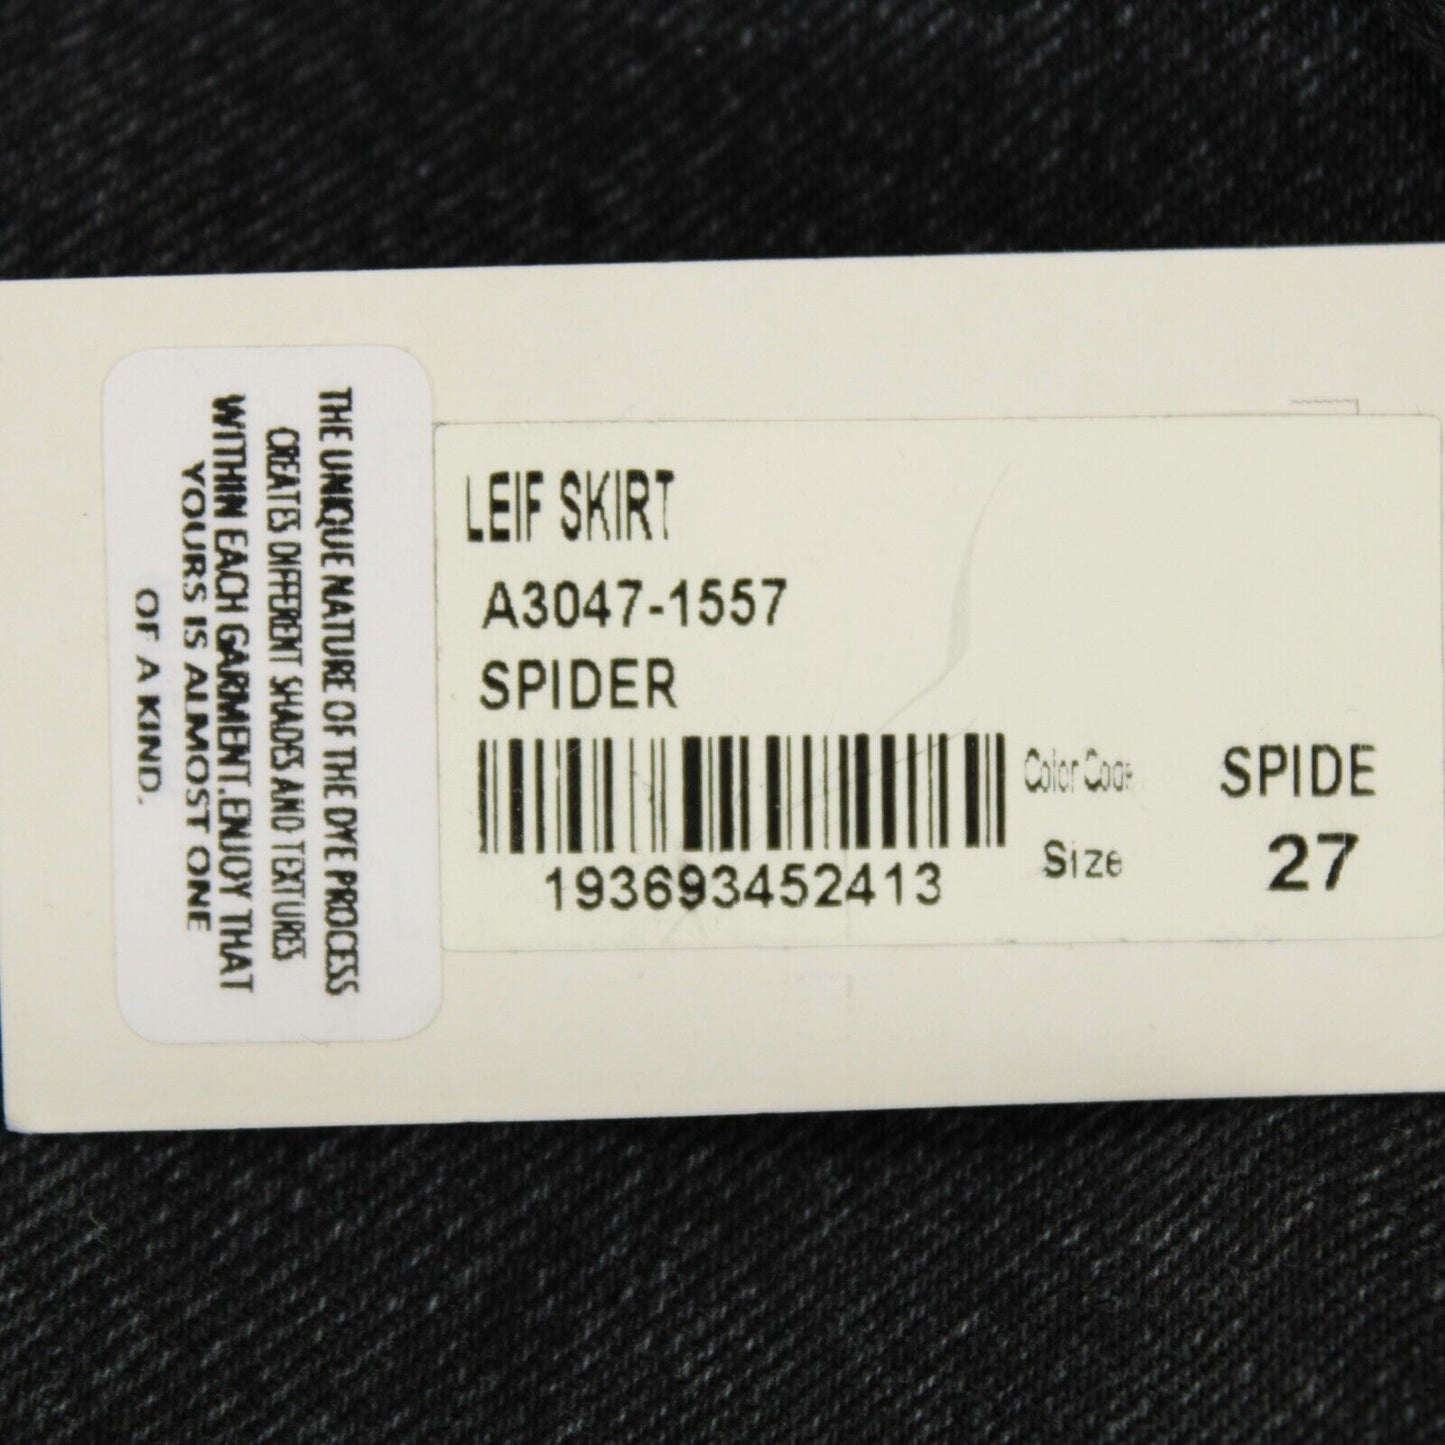 THE UNIQUE NATURE OF THE DYE PROCESS
CREATES DIFFERENT SHADES AND TEXTURES
WITHIN EACH GARMENT.ENJOY THAT
YOURS IS ALMOST ONE
OF A KIND.
LEIF SKIRT
A3047-1557
SPIDER
Color Code SPIDE
Size 27
193693452413